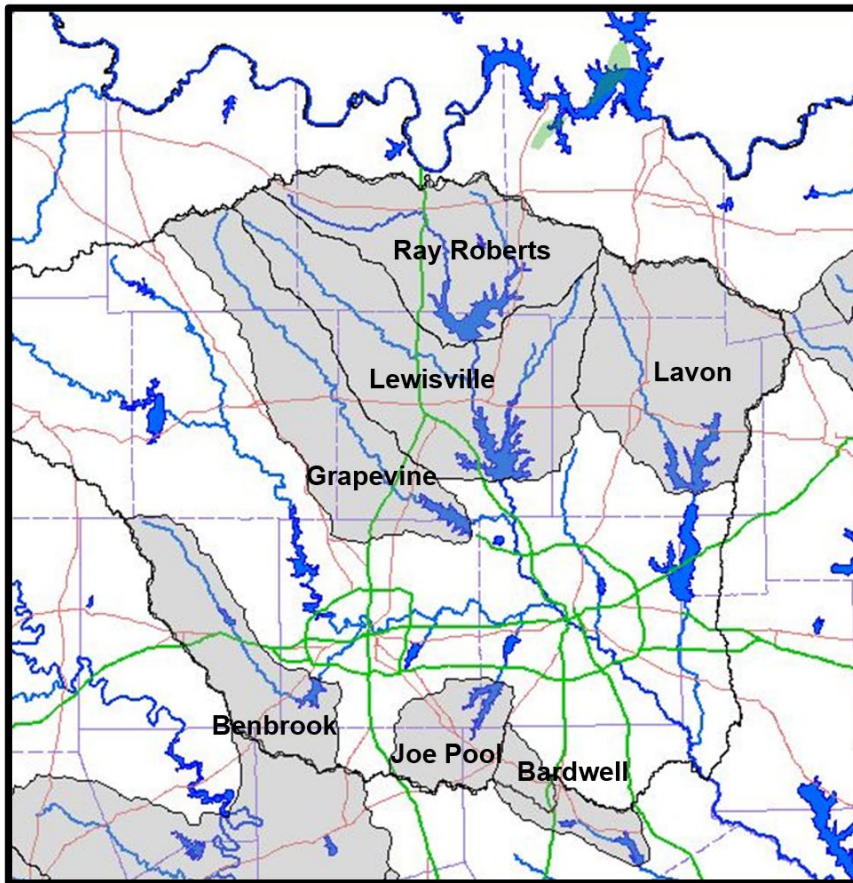 Ray Roberts
Lewisville
Lavon
Grapevine
Benbrook
Joe Pool
Bardwell